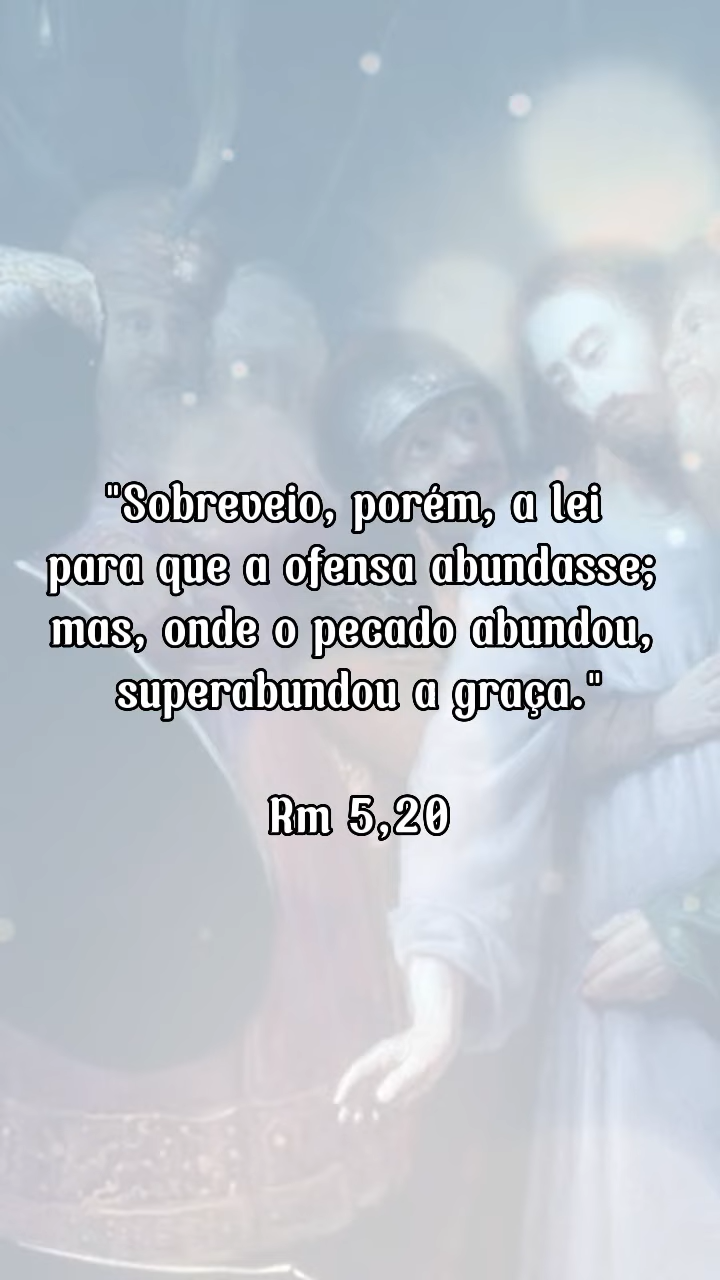 "Sobreveio, porém, a lei
para que a ofensa abundasse;
mas, onde o pecado abundou,
superabundou a graça."
Rm 5,20